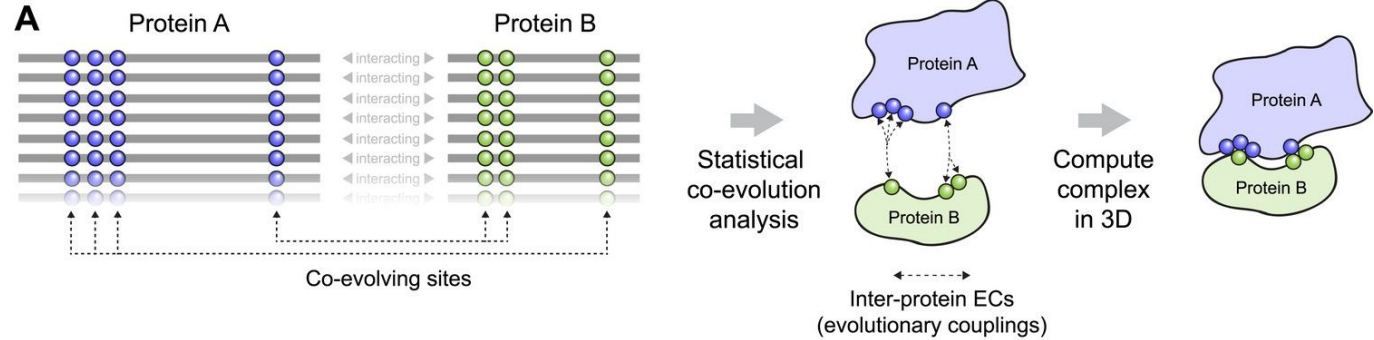 A
Protein A
Protein B
interacting
interacting
interacting
interacting
interacting
interacting
interacting
Co-evolving sites
Statistical
co-evolution
analysis
Protein A
Protein B
Inter-protein ECs
(evolutionary couplings)
Compute
complex
in 3D
Protein A
Protein B